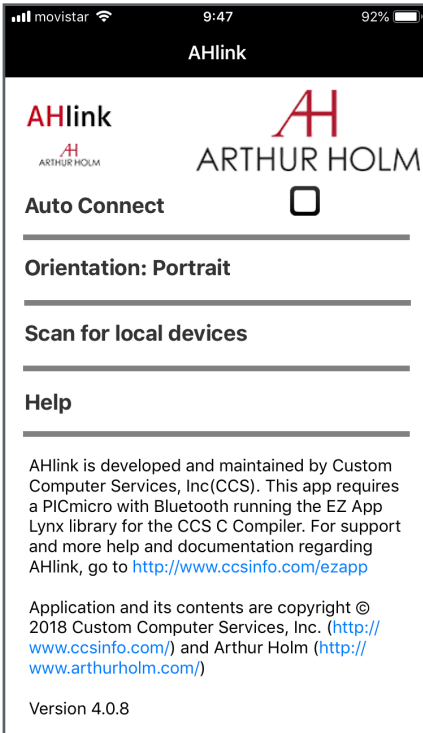 movistar 9:47 92%
AHlink
AHlink
AH
ARTHUR HOLM
AH
ARTHUR HOLM
Auto Connect
Orientation: Portrait
Scan for local devices
Help
AHlink is developed and maintained by Custom
Computer Services, Inc(CCS). This app requires
a PICmicro with Bluetooth running the EZ App
Lynx library for the CCS C Compiler. For support
and more help and documentation regarding
AHlink, go to http://www.ccsinfo.com/ezapp
Application and its contents are copyright ©
2018 Custom Computer Services, Inc. (http://
www.ccsinfo.com/) and Arthur Holm (http://
www.arthurholm.com/)
Version 4.0.8